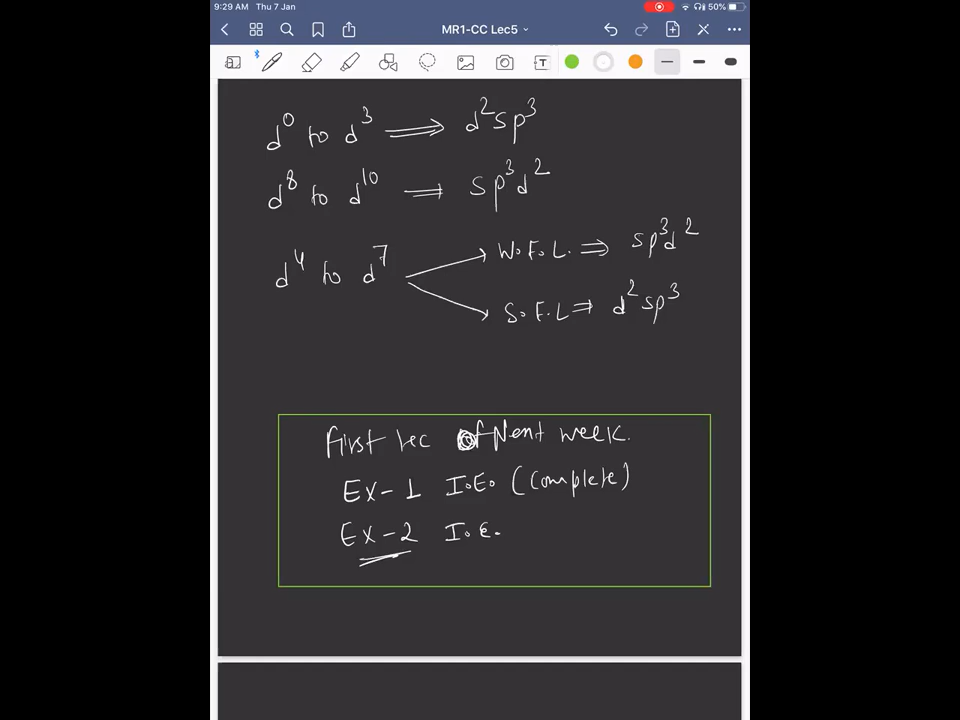 9:29 AM Thu 7 Jan 50%
MR1-CC Lec5
d⁰ to d³ ⟹ d²sp³
d⁸ to d¹⁰ ⟹ sp³d²
d⁴ to d⁷
W.F.L. ⟹ sp³d²
S.F.L ⟹ d²sp³
First lec of Next week.
Ex-1 I.E. (Complete)
Ex-2 I.E.